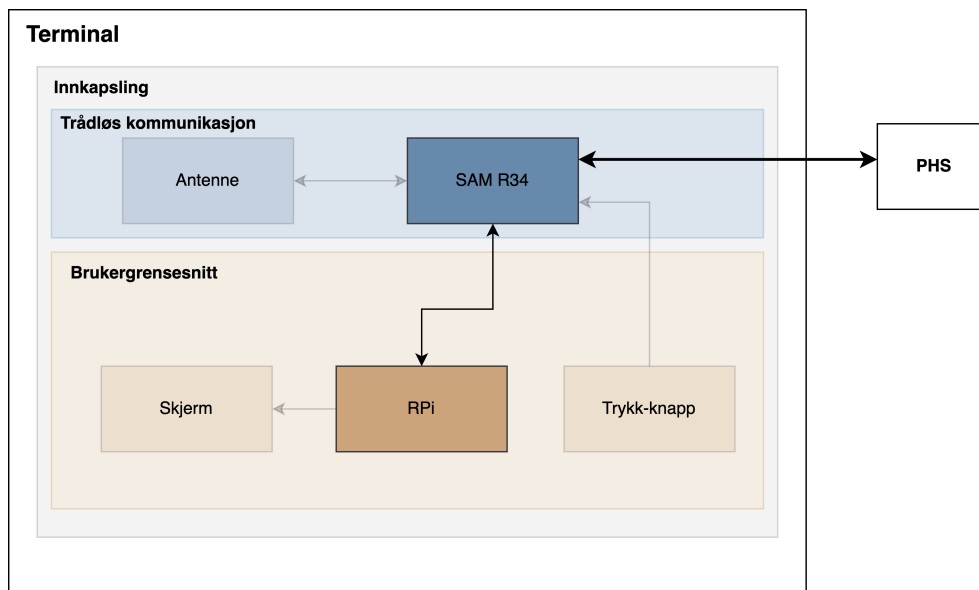 Terminal
Innkapsling
Trådløs kommunikasjon
Antenne
SAM R34
PHS
Brukergrensesnitt
Skjerm
RPi
Trykk-knapp